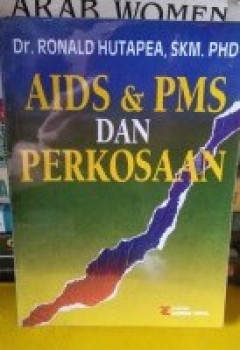 ARAB WOMEN
Dr. RONALD HUTAPEA, SKM. PHD
AIDS & PMS
DAN
PERKOSAAN